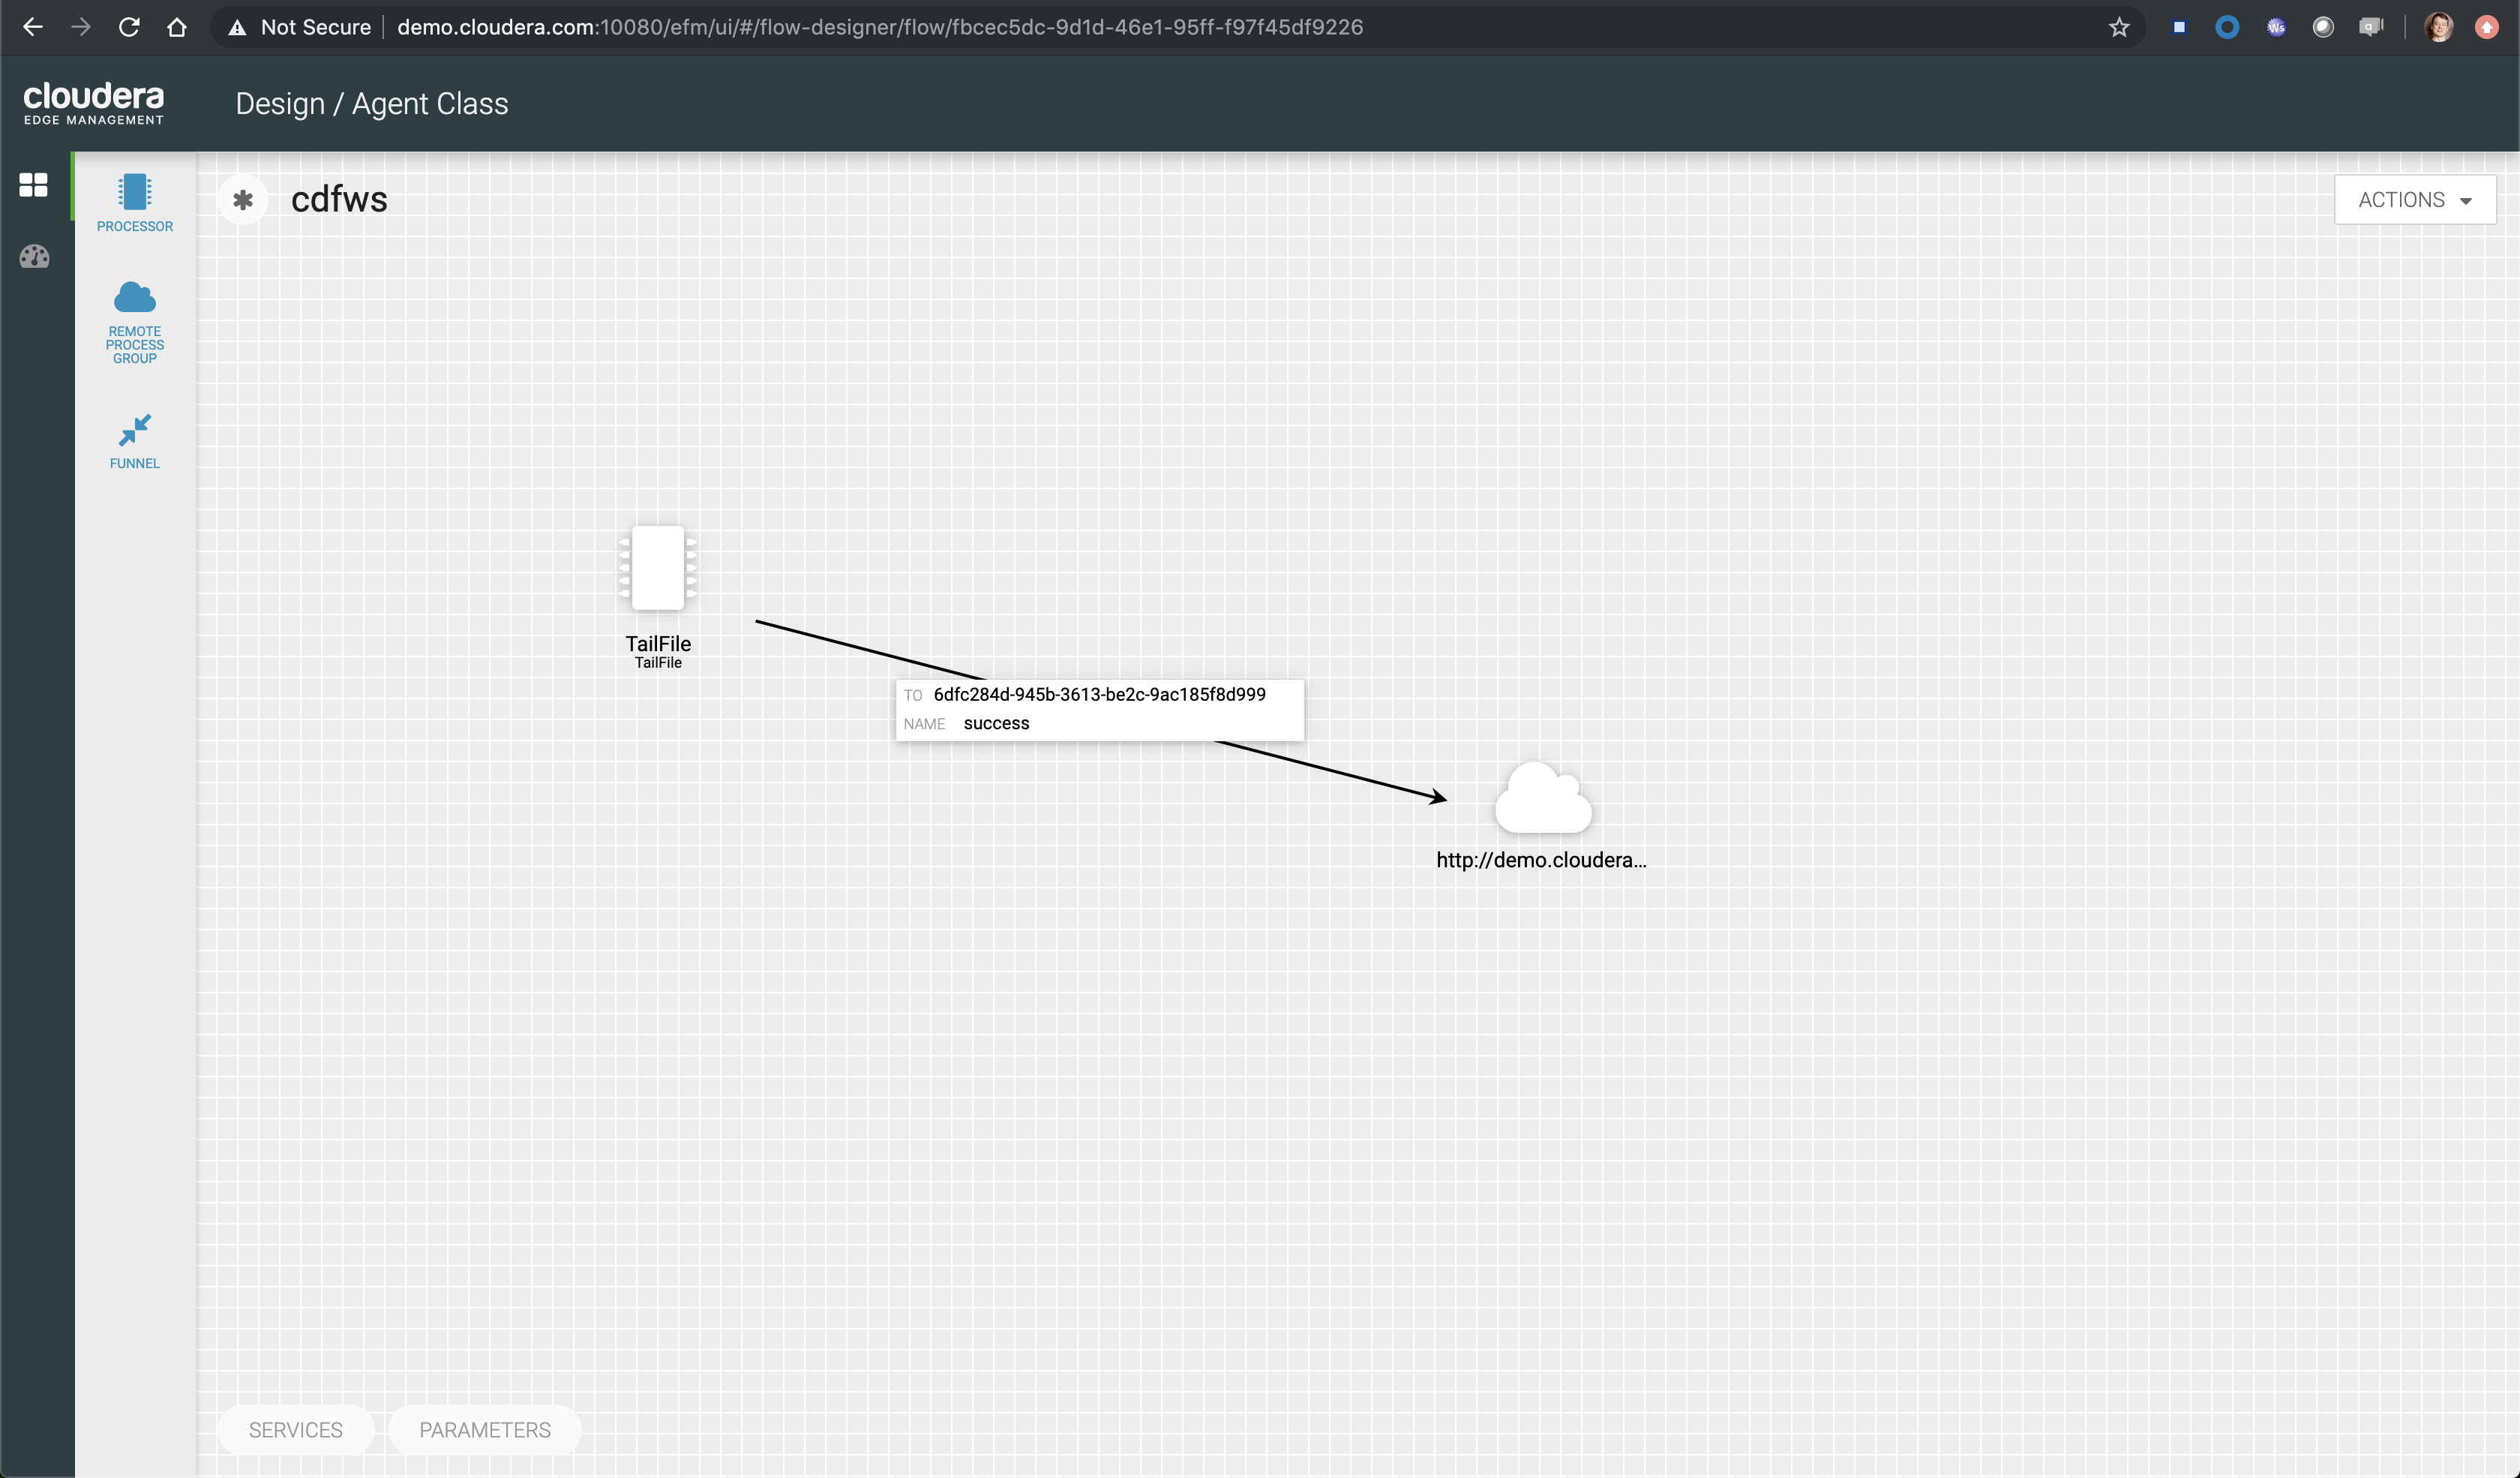 Not Secure
demo.cloudera.com:10080/efm/ui/#/flow-designer/flow/fbcec5dc-9d1d-46e1-95ff-f97f45df9226
Ws
a
cloudera
EDGE MANAGEMENT
Design / Agent Class
PROCESSOR
REMOTE
PROCESS
GROUP
FUNNEL
cdfws
ACTIONS
TailFile
TailFile
TO 6dfc284d-945b-3613-be2c-9ac185f8d999
NAME success
http://demo.cloudera...
SERVICES
PARAMETERS